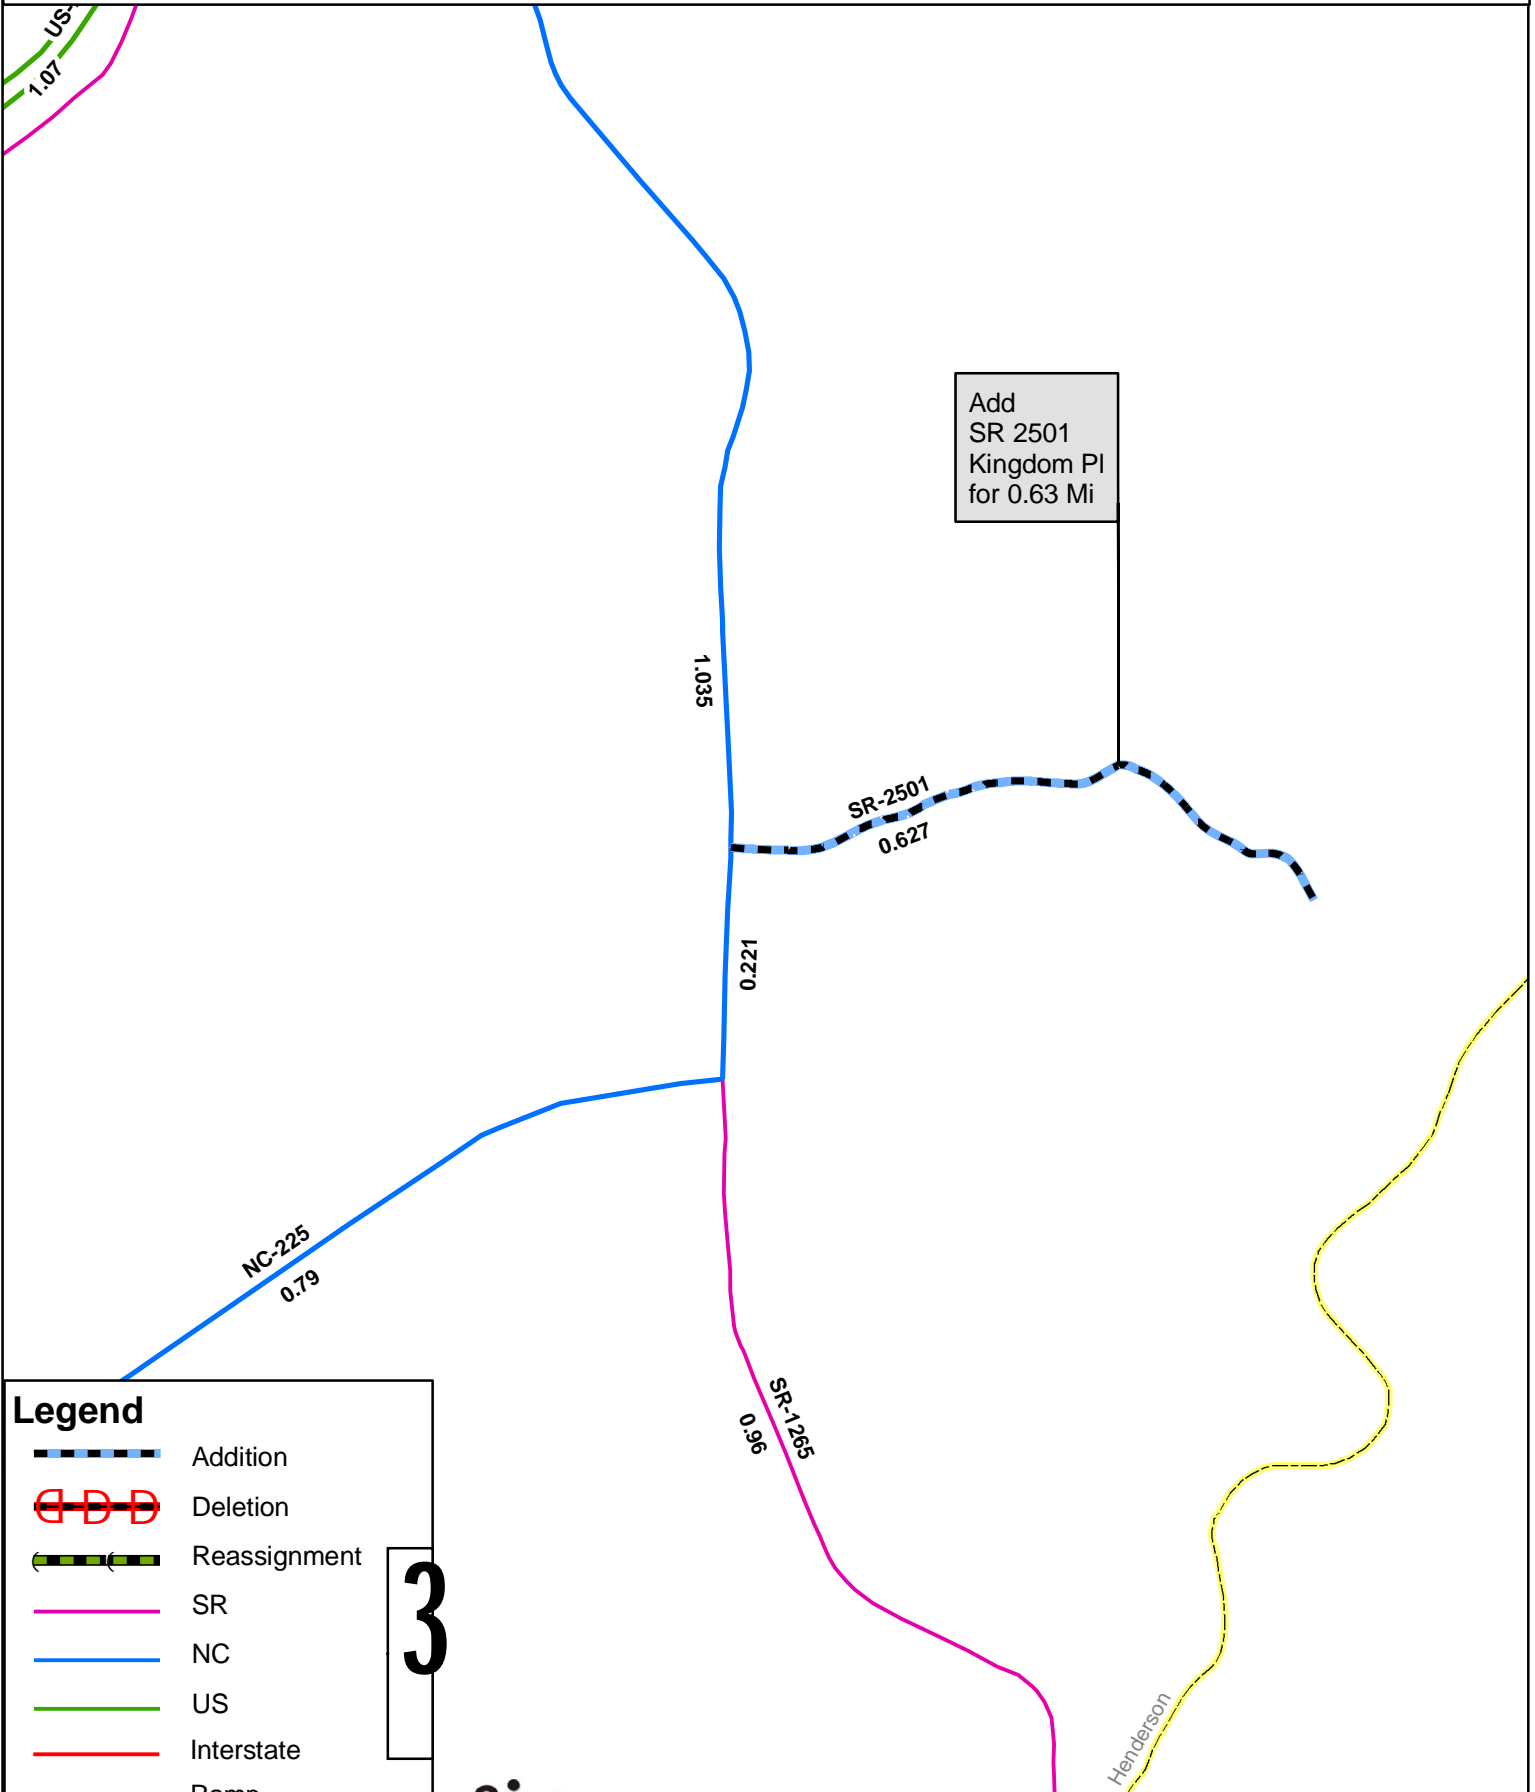 US-
1.07
Add
SR 2501
Kingdom Pl
for 0.63 Mi
1.035
SR-2501
0.627
0.221
NC-225
0.79
SR-1265
0.96
Legend
Addition
Deletion
Reassignment
SR
NC
US
Interstate
3
Henderson